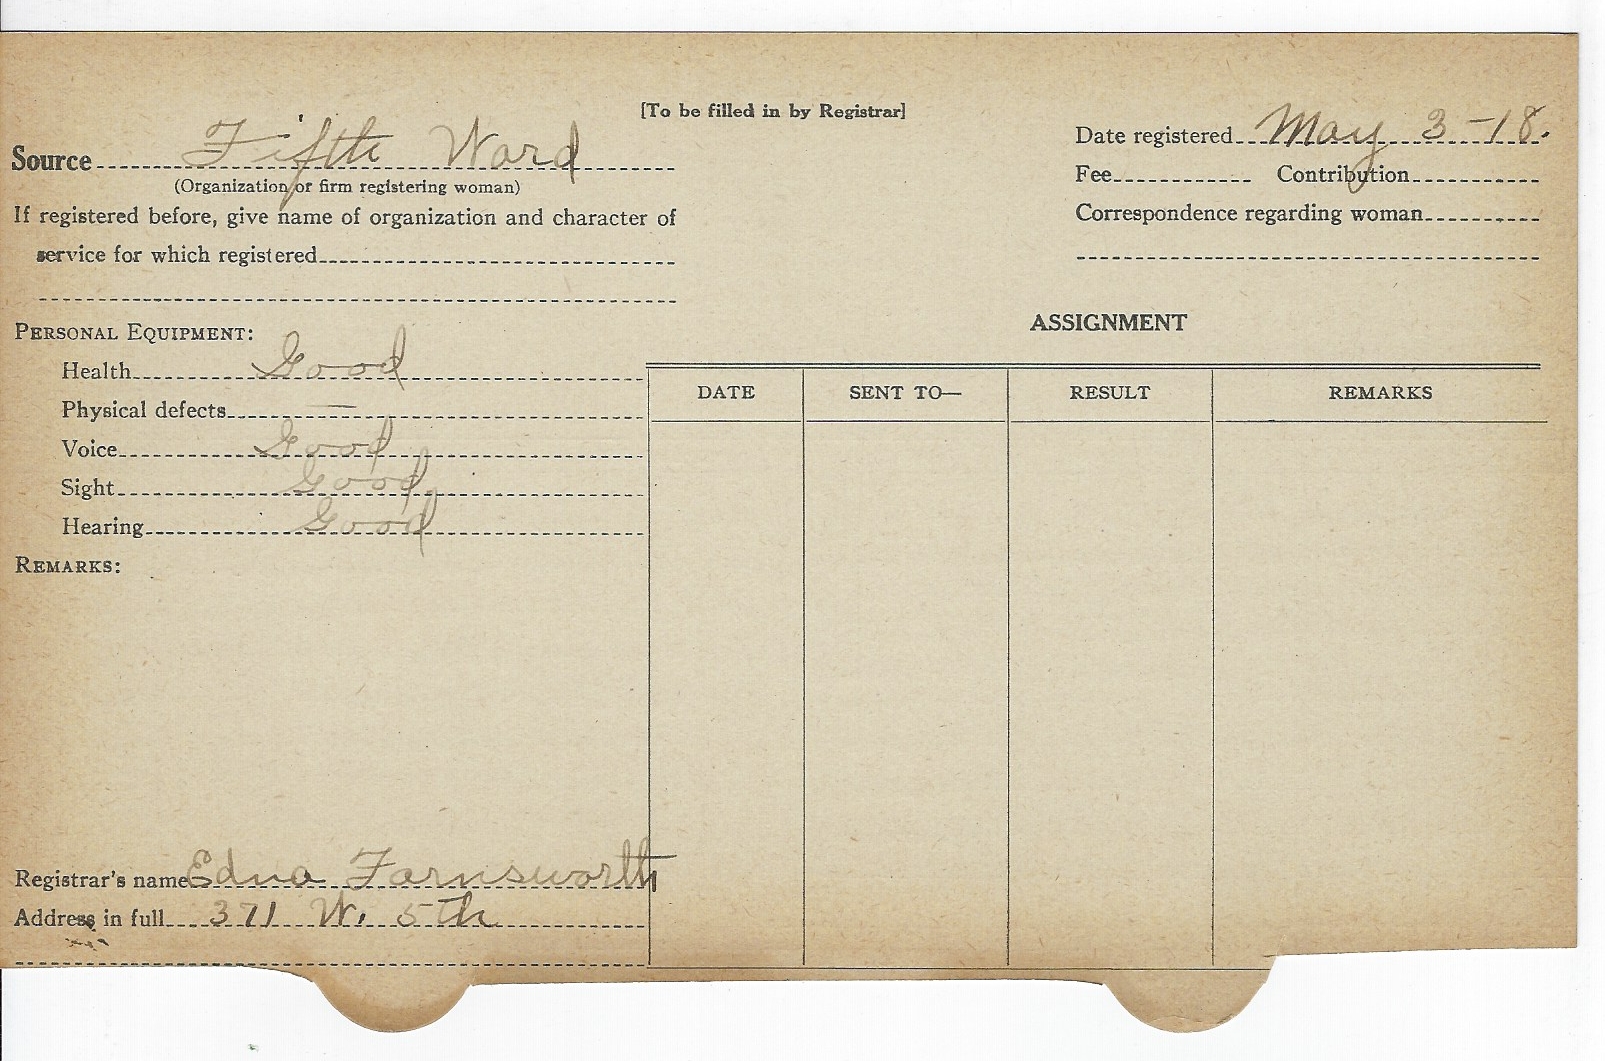 [To be filled in by Registrar]
Source Fifth Ward
(Organization or firm registering woman)
If registered before, give name of organization and character of
service for which registered
Date registered May 3-18.
Fee Contribution
Correspondence regarding woman
PERSONAL EQUIPMENT:
Health Good
Physical defects —
Voice Good
Sight Good
Hearing Good
REMARKS:
ASSIGNMENT
DATE SENT TO— RESULT REMARKS
Registrar's name Edna Farnsworth
Address in full 371 W. 5th